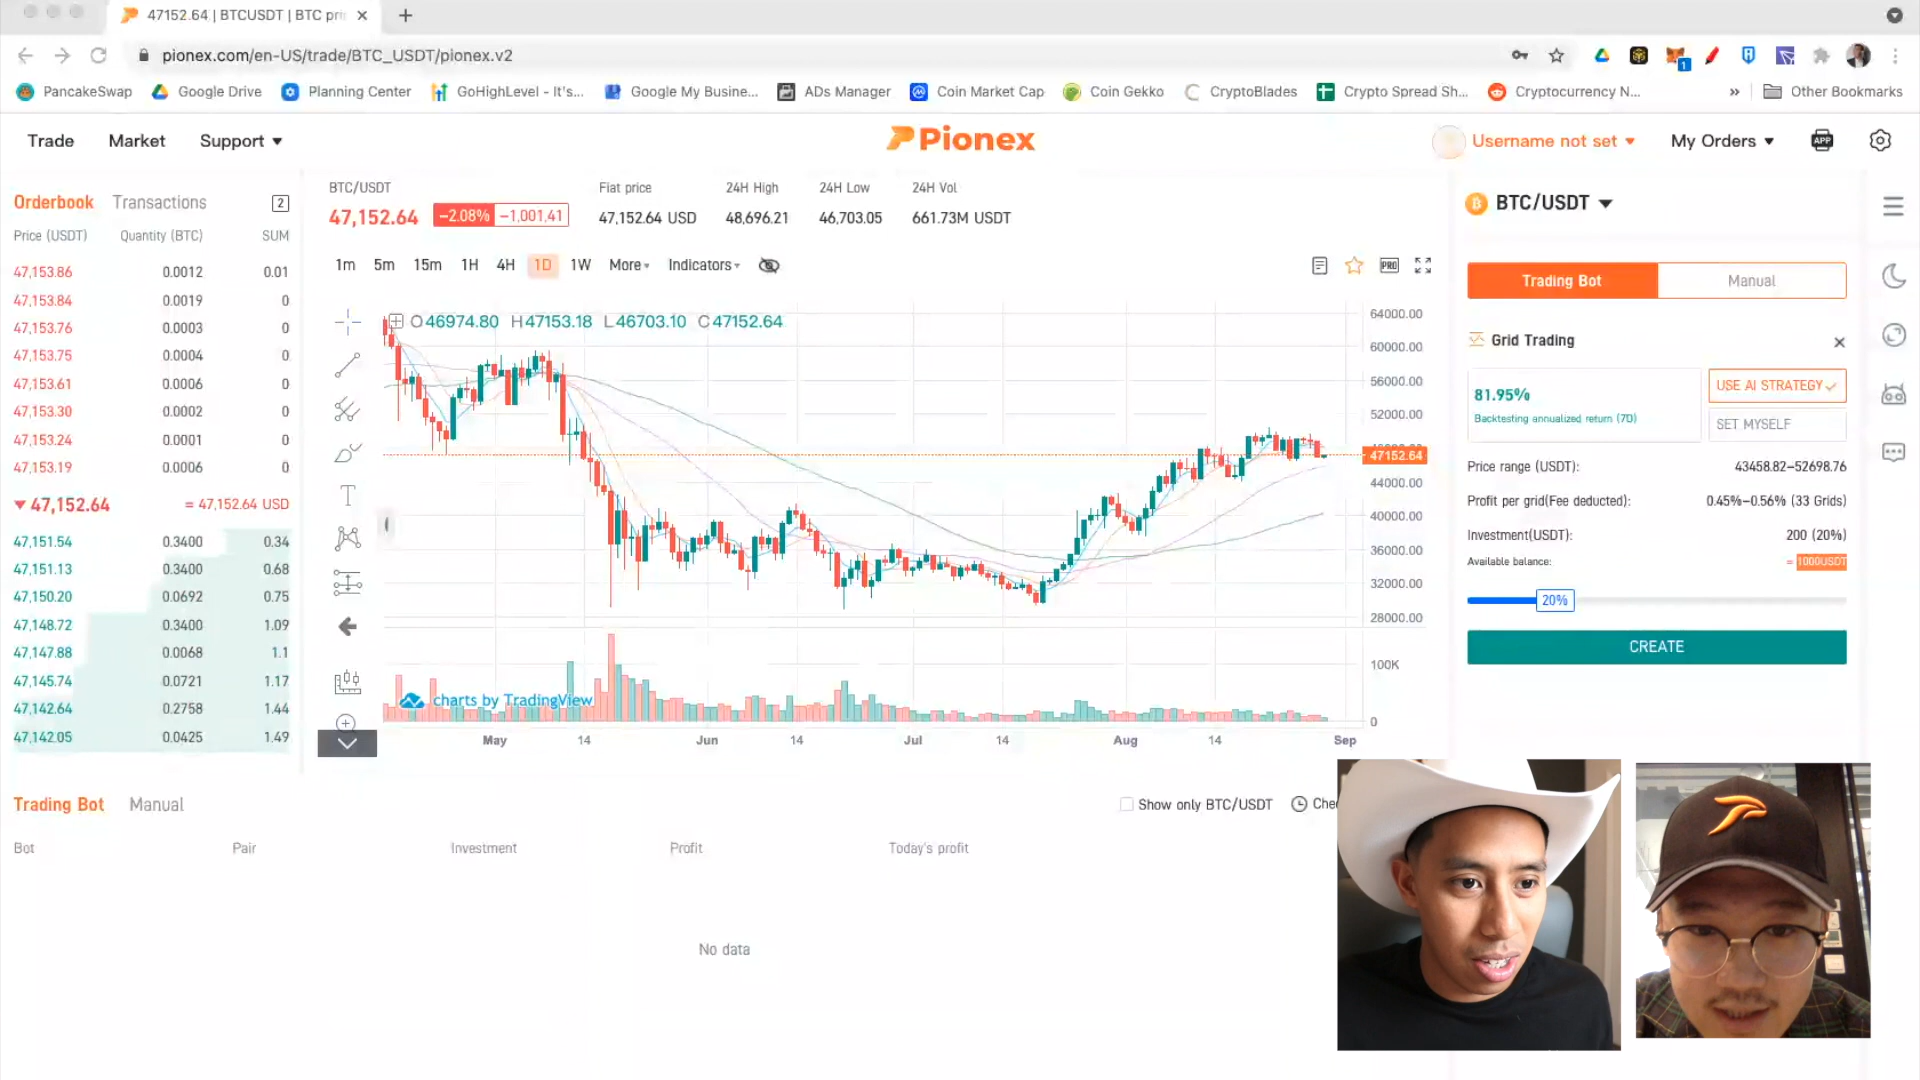 47152.64 | BTCUSDT | BTC pri
pionex.com/en-US/trade/BTC_USDT/pionex.v2
1
PancakeSwap
Google Drive
Planning Center
GoHighLevel - It's...
Google My Busine...
ADs Manager
Coin Market Cap
Coin Gekko
CryptoBlades
Crypto Spread Sh...
Cryptocurrency N...
»
Other Bookmarks
Trade
Market
Support
Pionex
Username not set
My Orders
APP
Orderbook
Transactions
2
Price (USDT) Quantity (BTC) SUM
47,153.86 0.0012 0.01
47,153.84 0.0019 0
47,153.76 0.0003 0
47,153.75 0.0004 0
47,153.61 0.0006 0
47,153.30 0.0002 0
47,153.24 0.0001 0
47,153.19 0.0006 0
47,152.64 = 47,152.64 USD
47,151.54 0.3400 0.34
47,151.13 0.3400 0.68
47,150.20 0.0692 0.75
47,148.72 0.3400 1.09
47,147.88 0.0068 1.1
47,145.74 0.0721 1.17
47,142.64 0.2758 1.44
47,142.05 0.0425 1.49
BTC/USDT Fiat price 24H High 24H Low 24H Vol
47,152.64 −2.08% −1,001.41 47,152.64 USD 48,696.21 46,703.05 661.73M USDT
1m 5m 15m 1H 4H 1D 1W More Indicators
PRO
O46974.80 H47153.18 L46703.10 C47152.64
T
64000.00
60000.00
56000.00
52000.00
47152.64
44000.00
40000.00
36000.00
32000.00
28000.00
100K
0
charts by TradingView
May 14 Jun 14 Jul 14 Aug 14 Sep
BTC/USDT
Trading Bot Manual
Grid Trading
81.95%
Backtesting annualized return (7D)
USE AI STRATEGY
SET MYSELF
Price range (USDT): 43458.82−52698.76
Profit per grid(Fee deducted): 0.45%−0.56% (33 Grids)
Investment(USDT): 200 (20%)
Available balance: = 1000USDT
20%
CREATE
Trading Bot Manual
Show only BTC/USDT
Bot Pair Investment Profit Today's profit
No data